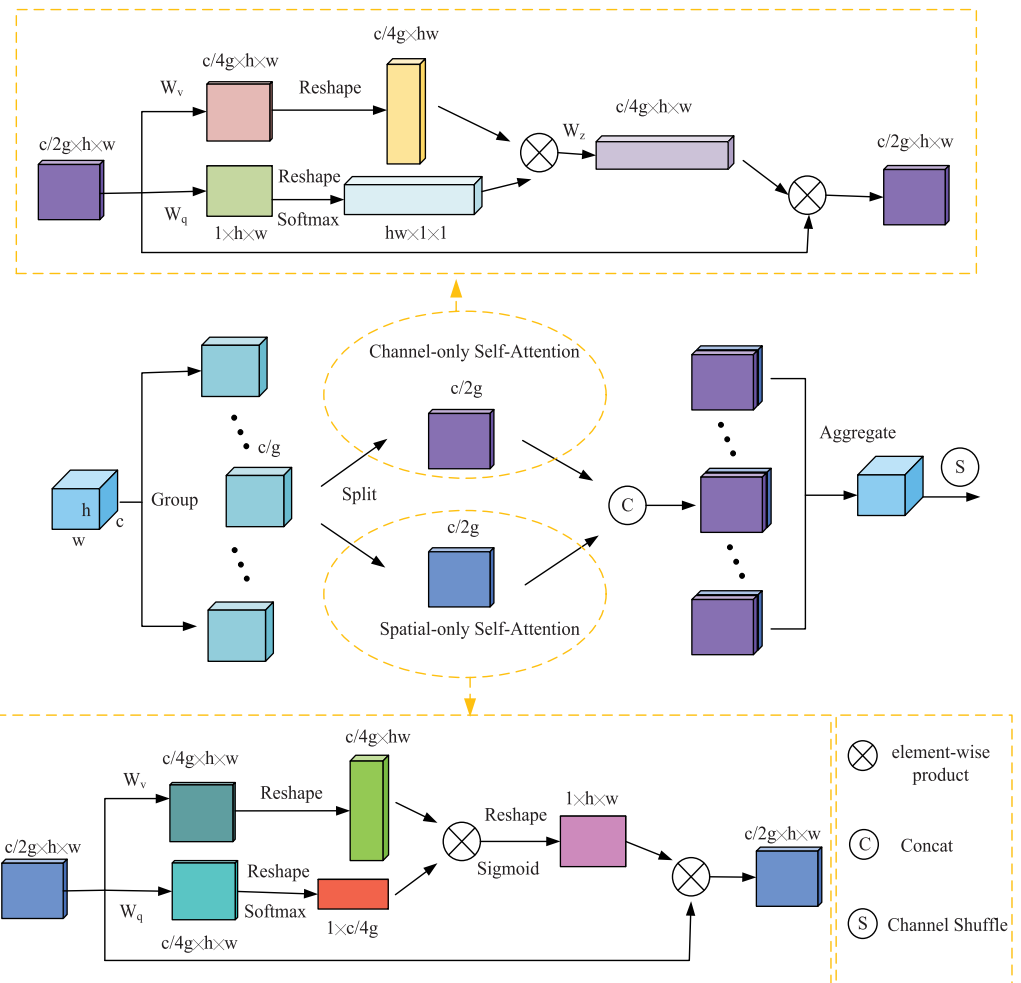 c/4g×hw
c/4g×h×w
W_v
Reshape
c/4g×h×w
W_z
c/2g×h×w
c/2g×h×w
Reshape
W_q
Softmax
1×h×w
hw×1×1
Channel-only Self-Attention
c/2g
c/g
Aggregate
S
h
c
w
Group
Split
C
c/2g
Spatial-only Self-Attention
c/4g×hw
c/4g×h×w
W_v
Reshape
Reshape
1×h×w
c/2g×h×w
c/2g×h×w
Sigmoid
Reshape
W_q
Softmax
c/4g×h×w
1×c/4g
element-wise
product
C
Concat
S
Channel Shuffle